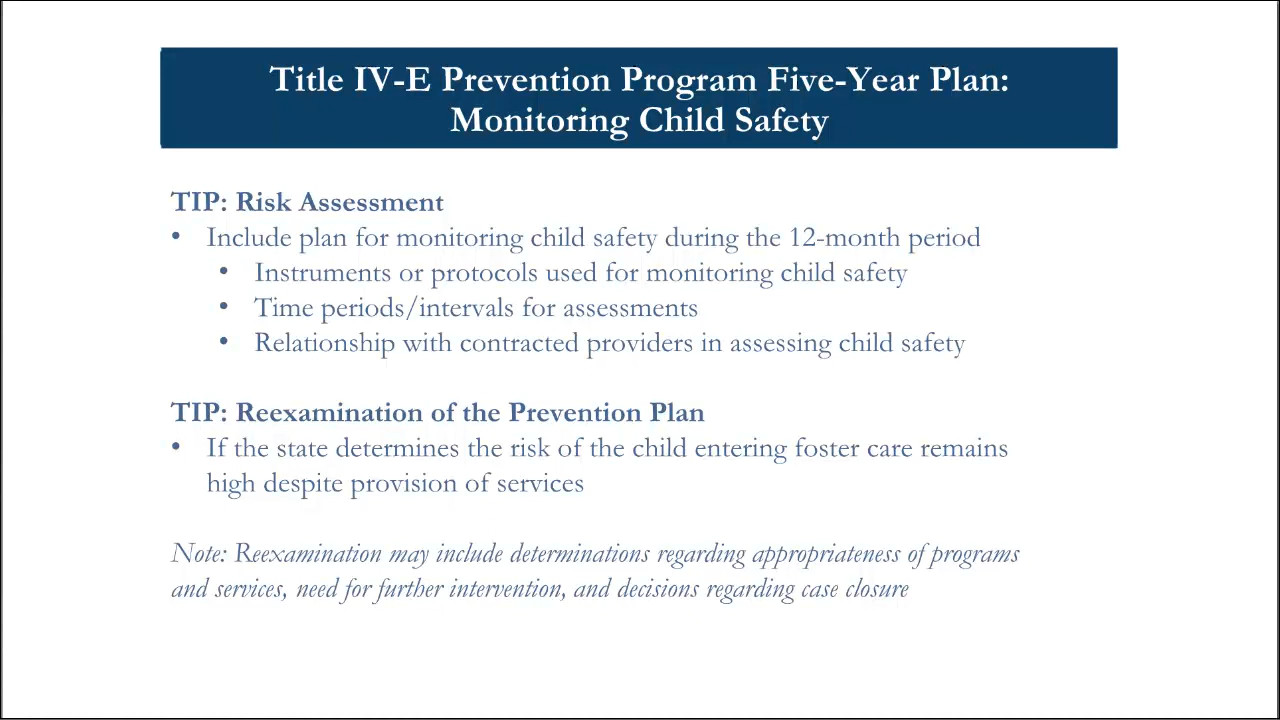 Title IV-E Prevention Program Five-Year Plan:
Monitoring Child Safety
TIP: Risk Assessment
• Include plan for monitoring child safety during the 12-month period
• Instruments or protocols used for monitoring child safety
• Time periods/intervals for assessments
• Relationship with contracted providers in assessing child safety
TIP: Reexamination of the Prevention Plan
• If the state determines the risk of the child entering foster care remains
high despite provision of services
Note: Reexamination may include determinations regarding appropriateness of programs
and services, need for further intervention, and decisions regarding case closure